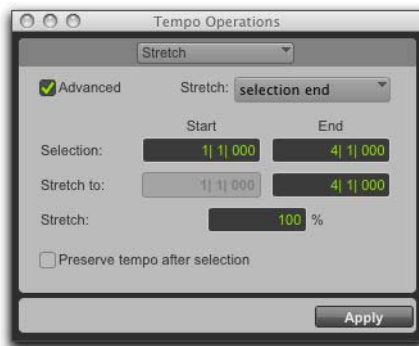 Tempo Operations
Stretch
Advanced Stretch: selection end
Start End
Selection: 1| 1| 000 4| 1| 000
Stretch to: 1| 1| 000 4| 1| 000
Stretch: 100 %
Preserve tempo after selection
Apply